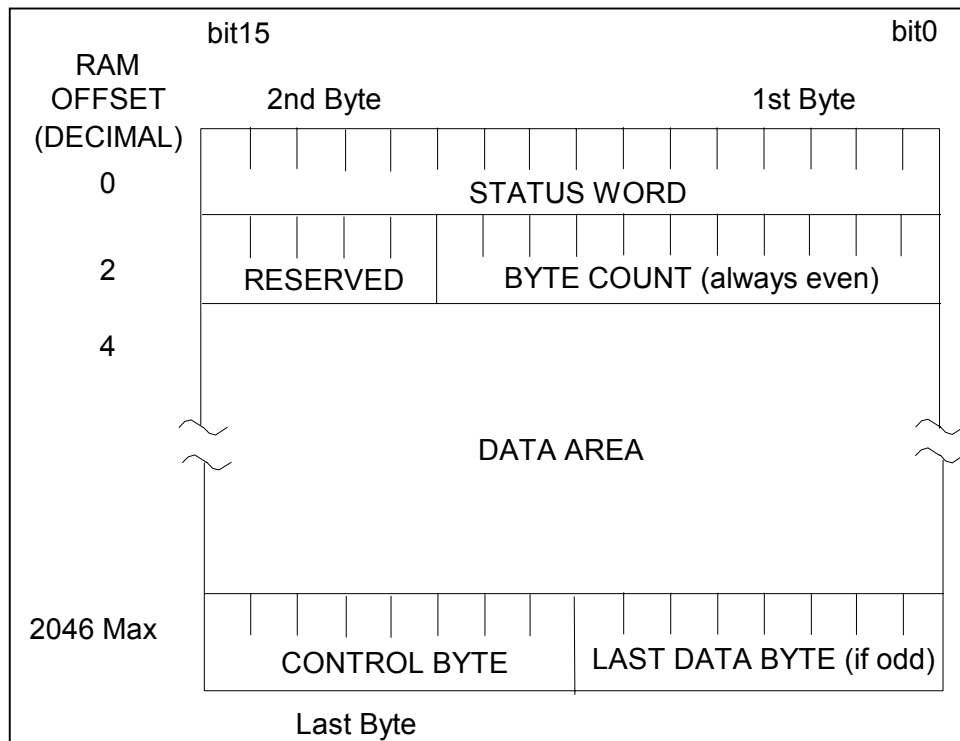 bit15 bit0
RAM
OFFSET
(DECIMAL)
2nd Byte 1st Byte
0 STATUS WORD
2 RESERVED BYTE COUNT (always even)
4
DATA AREA
2046 Max CONTROL BYTE LAST DATA BYTE (if odd)
Last Byte